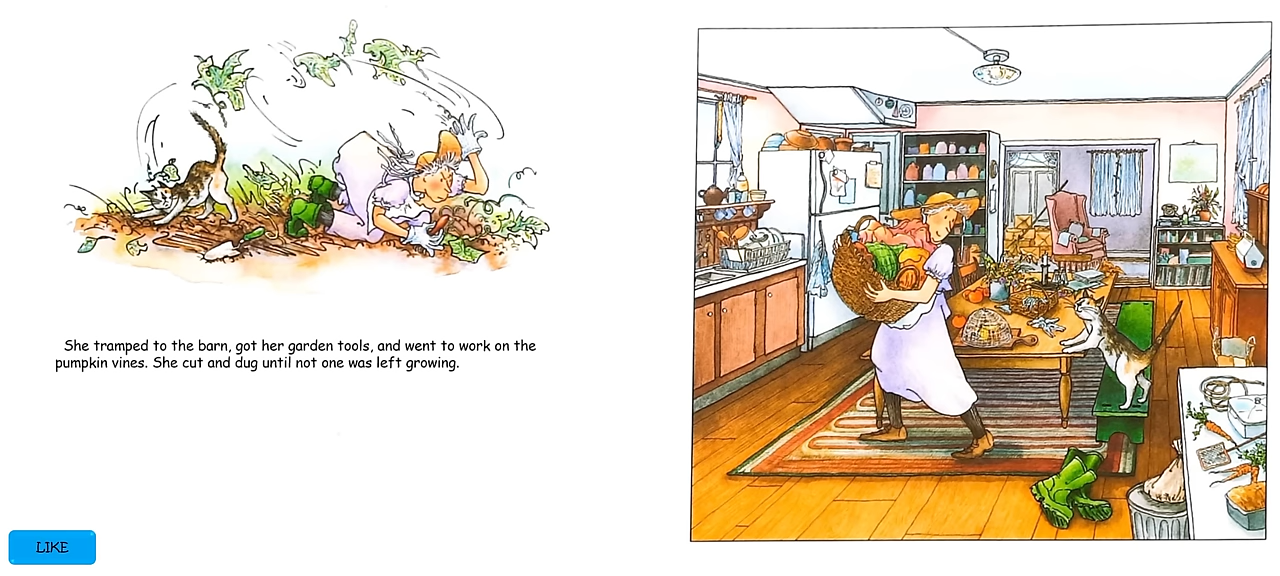 She tramped to the barn, got her garden tools, and went to work on the
pumpkin vines. She cut and dug until not one was left growing.
LIKE